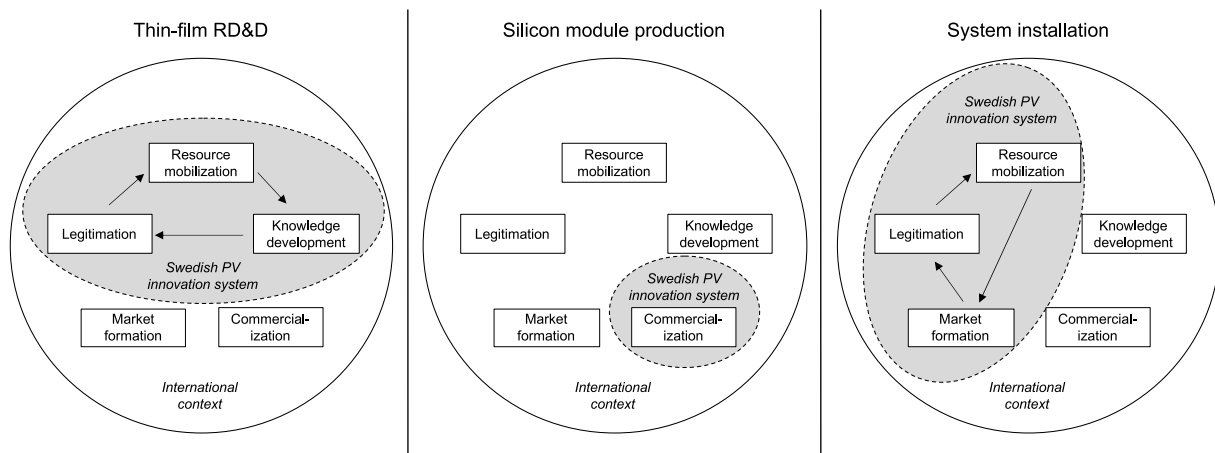 Thin-film RD&D
Resource
mobilization
Legitimation
Knowledge
development
Swedish PV
innovation system
Market
formation
Commercial-
ization
International
context
Silicon module production
Resource
mobilization
Legitimation
Knowledge
development
Swedish PV
innovation system
Market
formation
Commercial-
ization
International
context
System installation
Swedish PV
innovation system
Resource
mobilization
Legitimation
Knowledge
development
Market
formation
Commercial-
ization
International
context